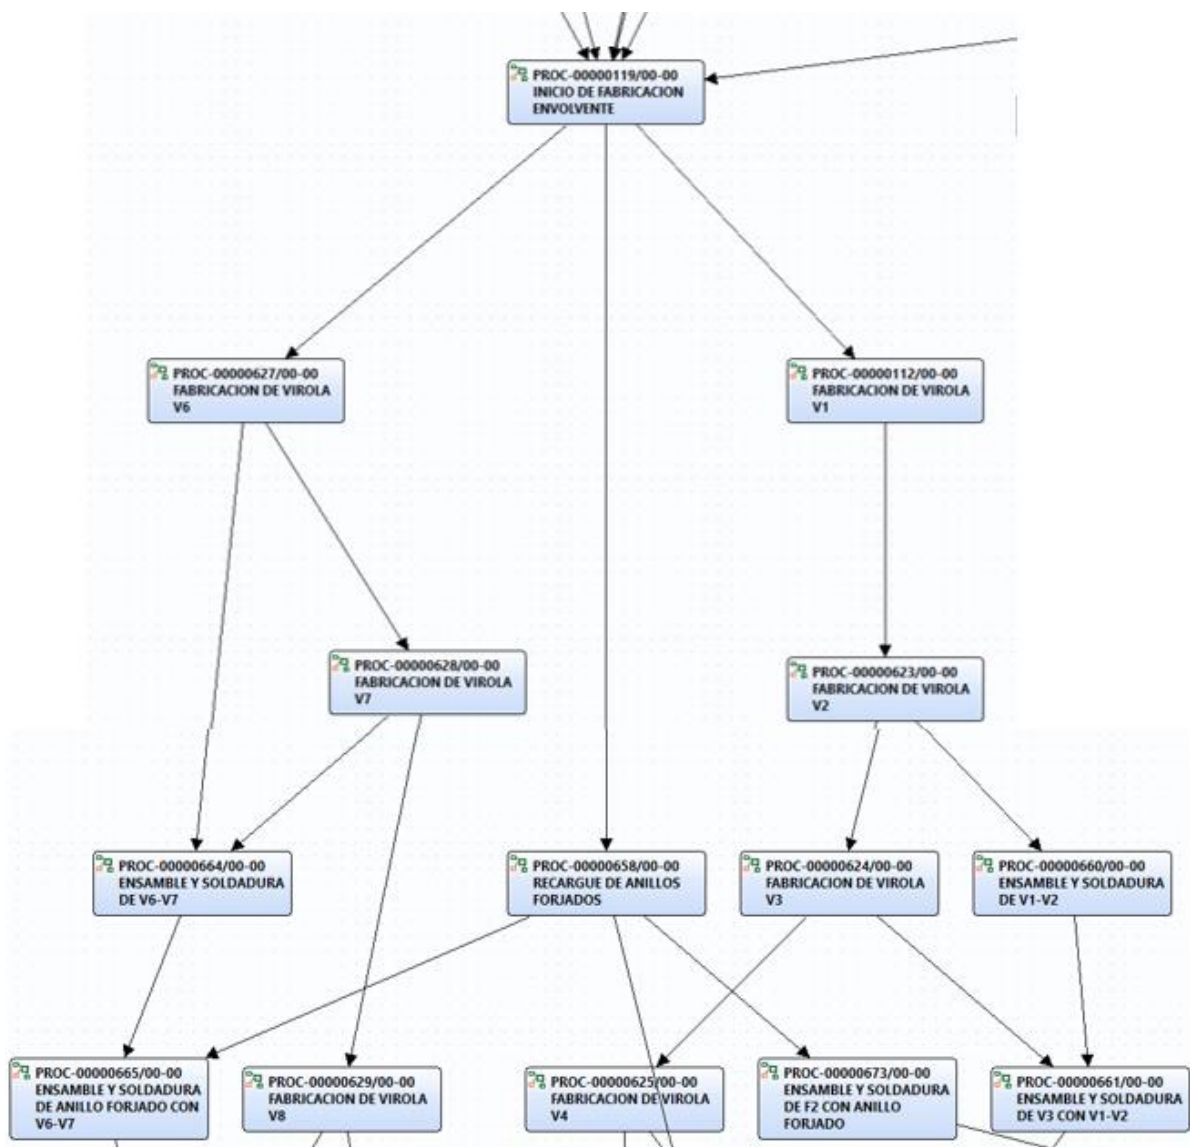 PROC-00000119/00-00
INICIO DE FABRICACION
ENVOLVENTE
PROC-00000627/00-00
FABRICACION DE VIROLA
V6
PROC-00000112/00-00
FABRICACION DE VIROLA
V1
PROC-00000628/00-00
FABRICACION DE VIROLA
V7
PROC-00000623/00-00
FABRICACION DE VIROLA
V2
PROC-00000664/00-00
ENSAMBLE Y SOLDADURA
DE V6-V7
PROC-00000658/00-00
RECARGUE DE ANILLOS
FORJADOS
PROC-00000624/00-00
FABRICACION DE VIROLA
V3
PROC-00000660/00-00
ENSAMBLE Y SOLDADURA
DE V1-V2
PROC-00000665/00-00
ENSAMBLE Y SOLDADURA
DE ANILLO FORJADO CON
V6-V7
PROC-00000629/00-00
FABRICACION DE VIROLA
V8
PROC-00000625/00-00
FABRICACION DE VIROLA
V4
PROC-00000673/00-00
ENSAMBLE Y SOLDADURA
DE F2 CON ANILLO
FORJADO
PROC-00000661/00-00
ENSAMBLE Y SOLDADURA
DE V3 CON V1-V2